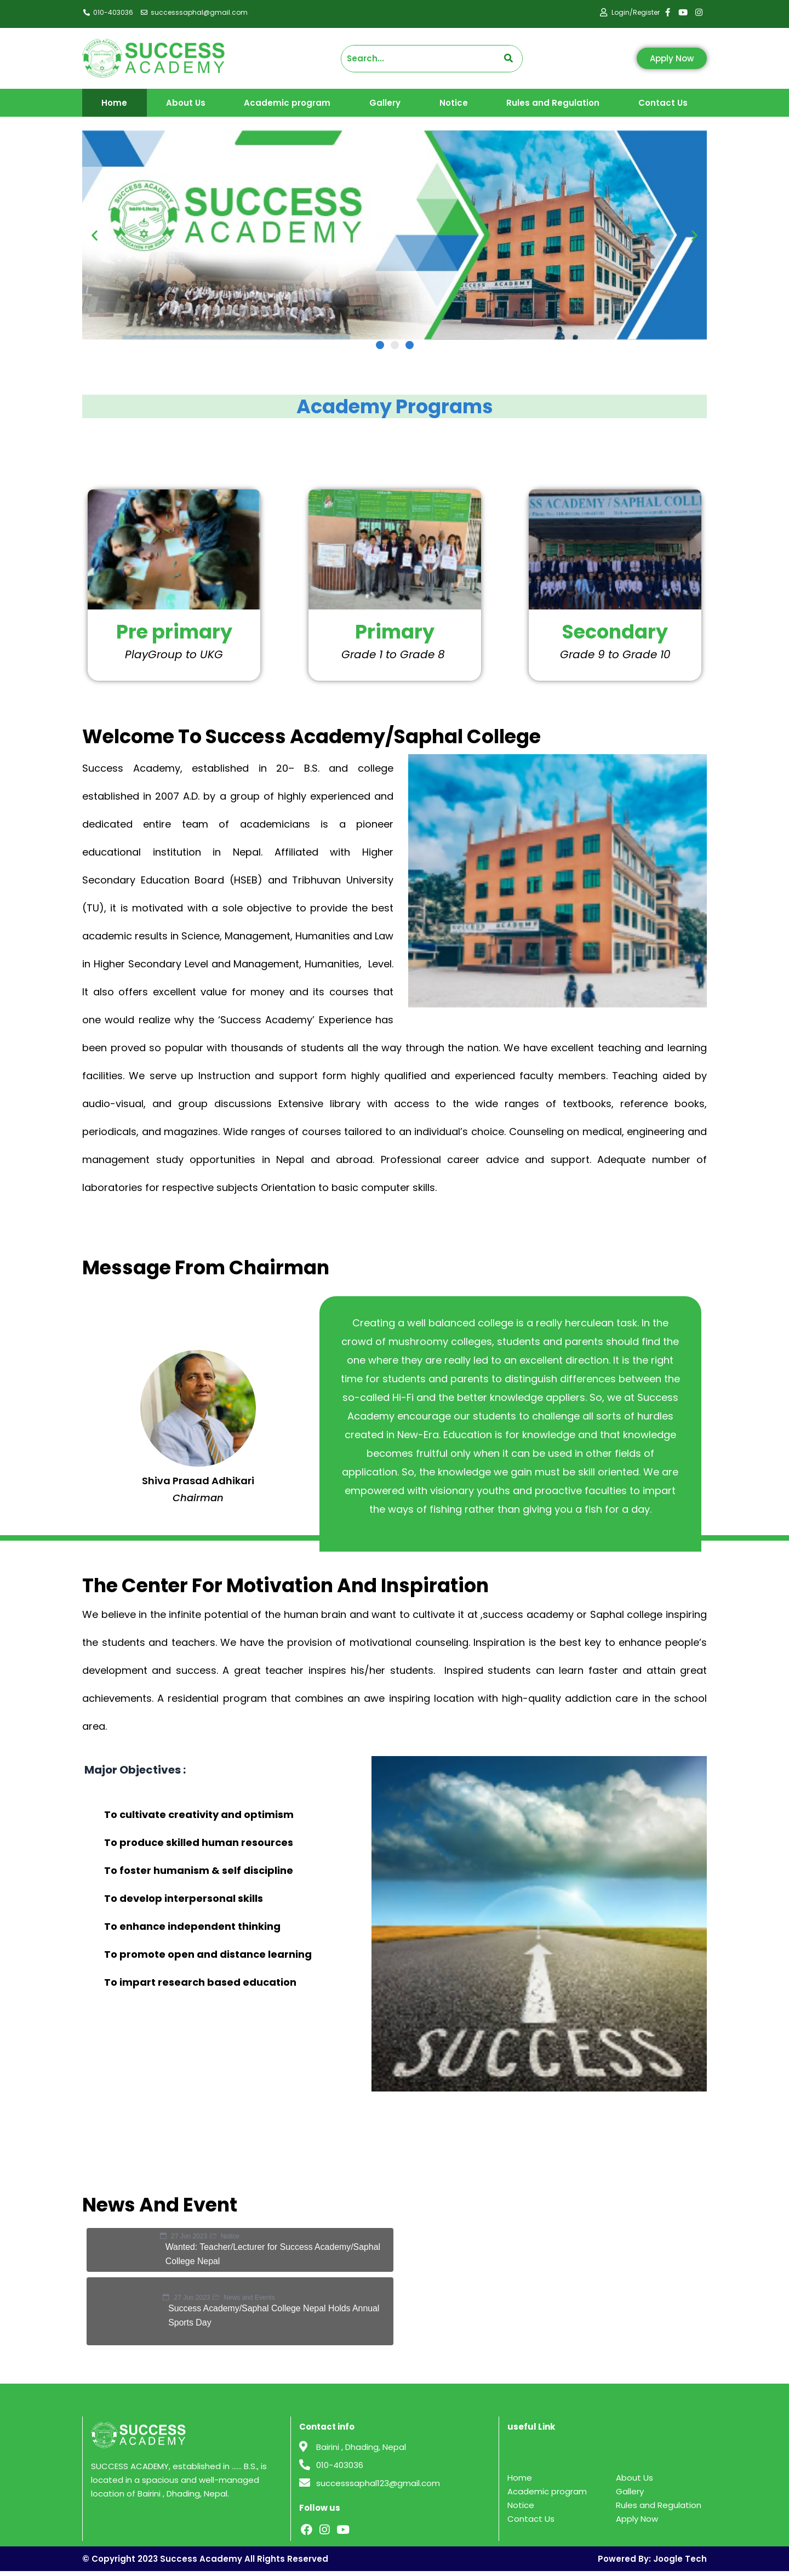 010-403036 successsaphal@gmail.com Login/Register
SUCCESS
ACADEMY
Search...
Apply Now
Home About Us Academic program Gallery Notice Rules and Regulation Contact Us
SUCCESS
ACADEMY
Academy Programs
Pre primary
PlayGroup to UKG
Primary
Grade 1 to Grade 8
SS ACADEMY / SAPHAL COLL
Secondary
Grade 9 to Grade 10
Welcome To Success Academy/Saphal College
Success Academy, established in 20– B.S. and college
established in 2007 A.D. by a group of highly experienced and
dedicated entire team of academicians is a pioneer
educational institution in Nepal. Affiliated with Higher
Secondary Education Board (HSEB) and Tribhuvan University
(TU), it is motivated with a sole objective to provide the best
academic results in Science, Management, Humanities and Law
in Higher Secondary Level and Management, Humanities,  Level.
It also offers excellent value for money and its courses that
one would realize why the ‘Success Academy’ Experience has
been proved so popular with thousands of students all the way through the nation. We have excellent teaching and learning
facilities. We serve up Instruction and support form highly qualified and experienced faculty members. Teaching aided by
audio-visual, and group discussions Extensive library with access to the wide ranges of textbooks, reference books,
periodicals, and magazines. Wide ranges of courses tailored to an individual’s choice. Counseling on medical, engineering and
management study opportunities in Nepal and abroad. Professional career advice and support. Adequate number of
laboratories for respective subjects Orientation to basic computer skills.
SUCCESS ACADEMY
Message From Chairman
Creating a well balanced college is a really herculean task. In the
crowd of mushroomy colleges, students and parents should find the
one where they are really led to an excellent direction. It is the right
time for students and parents to distinguish differences between the
so-called Hi-Fi and the better knowledge appliers. So, we at Success
Academy encourage our students to challenge all sorts of hurdles
created in New-Era. Education is for knowledge and that knowledge
becomes fruitful only when it can be used in other fields of
application. So, the knowledge we gain must be skill oriented. We are
empowered with visionary youths and proactive faculties to impart
the ways of fishing rather than giving you a fish for a day.
Shiva Prasad Adhikari
Chairman
The Center For Motivation And Inspiration
We believe in the infinite potential of the human brain and want to cultivate it at ,success academy or Saphal college inspiring
the students and teachers. We have the provision of motivational counseling. Inspiration is the best key to enhance people’s
development and success. A great teacher inspires his/her students.  Inspired students can learn faster and attain great
achievements. A residential program that combines an awe inspiring location with high-quality addiction care in the school
area.
Major Objectives :
To cultivate creativity and optimism
To produce skilled human resources
To foster humanism & self discipline
To develop interpersonal skills
To enhance independent thinking
To promote open and distance learning
To impart research based education
SUCCESS
News And Event
27 Jun 2023 Notice
Wanted: Teacher/Lecturer for Success Academy/Saphal
College Nepal
27 Jun 2023 News and Events
Success Academy/Saphal College Nepal Holds Annual
Sports Day
SUCCESS
ACADEMY
SUCCESS ACADEMY, established in ...... B.S., is
located in a spacious and well-managed
location of Bairini , Dhading, Nepal.
Contact info
Bairini , Dhading, Nepal
010-403036
successsaphal123@gmail.com
Follow us
useful Link
Home About Us
Academic program Gallery
Notice Rules and Regulation
Contact Us Apply Now
© Copyright 2023 Success Academy All Rights Reserved Powered By: Joogle Tech